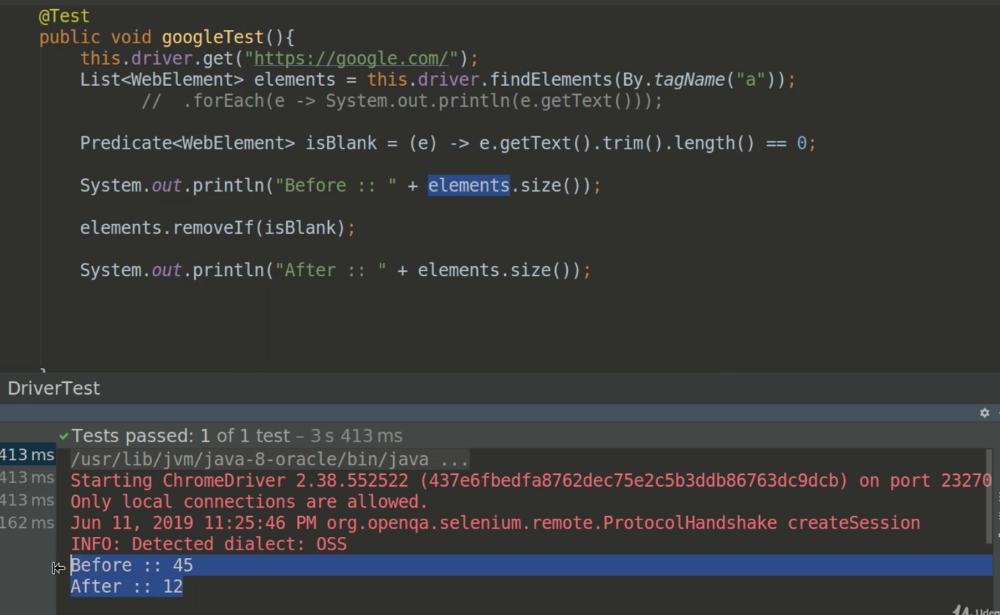 @Test
public void googleTest(){
this.driver.get("https://google.com/");
List<WebElement> elements = this.driver.findElements(By.tagName("a"));
// .forEach(e -> System.out.println(e.getText()));
Predicate<WebElement> isBlank = (e) -> e.getText().trim().length() == 0;
System.out.println("Before :: " + elements.size());
elements.removeIf(isBlank);
System.out.println("After :: " + elements.size());
}
DriverTest
Tests passed: 1 of 1 test – 3 s 413 ms
413 ms
/usr/lib/jvm/java-8-oracle/bin/java ...
413 ms
Starting ChromeDriver 2.38.552522 (437e6fbedfa8762dec75e2c5b3ddb86763dc9dcb) on port 23270
413 ms
Only local connections are allowed.
162 ms
Jun 11, 2019 11:25:46 PM org.openqa.selenium.remote.ProtocolHandshake createSession
INFO: Detected dialect: OSS
Before :: 45
After :: 12